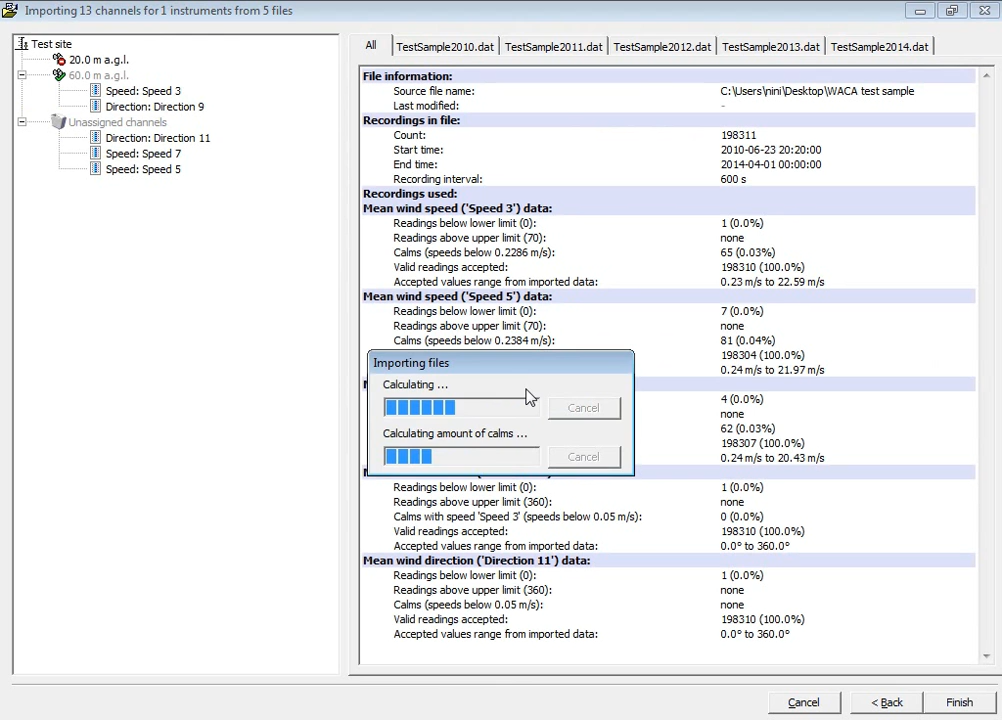 Importing 13 channels for 1 instruments from 5 files
Test site
20.0 m a.g.l.
60.0 m a.g.l.
Speed: Speed 3
Direction: Direction 9
Unassigned channels
Direction: Direction 11
Speed: Speed 7
Speed: Speed 5
All TestSample2010.dat TestSample2011.dat TestSample2012.dat TestSample2013.dat TestSample2014.dat
File information:
Source file name: C:\Users\nini\Desktop\WACA test sample
Last modified: -
Recordings in file:
Count: 198311
Start time: 2010-06-23 20:20:00
End time: 2014-04-01 00:00:00
Recording interval: 600 s
Recordings used:
Mean wind speed ('Speed 3') data:
Readings below lower limit (0): 1 (0.0%)
Readings above upper limit (70): none
Calms (speeds below 0.2286 m/s): 65 (0.03%)
Valid readings accepted: 198310 (100.0%)
Accepted values range from imported data: 0.23 m/s to 22.59 m/s
Mean wind speed ('Speed 5') data:
Readings below lower limit (0): 7 (0.0%)
Readings above upper limit (70): none
Calms (speeds below 0.2384 m/s): 81 (0.04%)
198304 (100.0%)
0.24 m/s to 21.97 m/s
4 (0.0%)
none
62 (0.03%)
198307 (100.0%)
0.24 m/s to 20.43 m/s
Importing files
Calculating ...
Cancel
Calculating amount of calms ...
Cancel
Readings below lower limit (0): 1 (0.0%)
Readings above upper limit (360): none
Calms with speed 'Speed 3' (speeds below 0.05 m/s): 0 (0.0%)
Valid readings accepted: 198310 (100.0%)
Accepted values range from imported data: 0.0° to 360.0°
Mean wind direction ('Direction 11') data:
Readings below lower limit (0): 1 (0.0%)
Readings above upper limit (360): none
Calms (speeds below 0.05 m/s): none
Valid readings accepted: 198310 (100.0%)
Accepted values range from imported data: 0.0° to 360.0°
Cancel < Back Finish